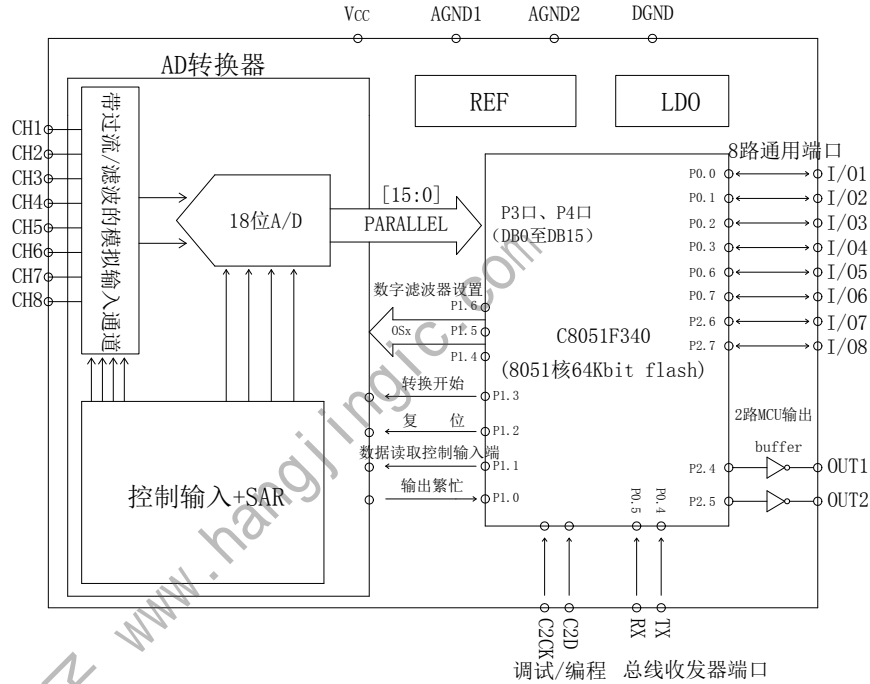 Vcc
AGND1
AGND2
DGND
AD转换器
REF
LDO
带过流/滤波的模拟输入通道
CH1
CH2
CH3
CH4
CH5
CH6
CH7
CH8
18位A/D
[15:0]
PARALLEL
P3口、P4口
(DB0至DB15)
8路通用端口
P0.0
I/O1
P0.1
I/O2
P0.2
I/O3
P0.3
I/O4
P0.6
I/O5
P0.7
I/O6
P2.6
I/O7
P2.7
I/O8
数字滤波器设置
P1.6
OSx
P1.5
P1.4
C8051F340
(8051核64Kbit flash)
转换开始
P1.3
复 位
P1.2
数据读取控制输入端
P1.1
输出繁忙
P1.0
控制输入+SAR
2路MCU输出
buffer
P2.4
OUT1
P2.5
OUT2
P0.5
P0.4
C2CK
C2D
RX
TX
调试/编程
总线收发器端口
www.hangjingic.com